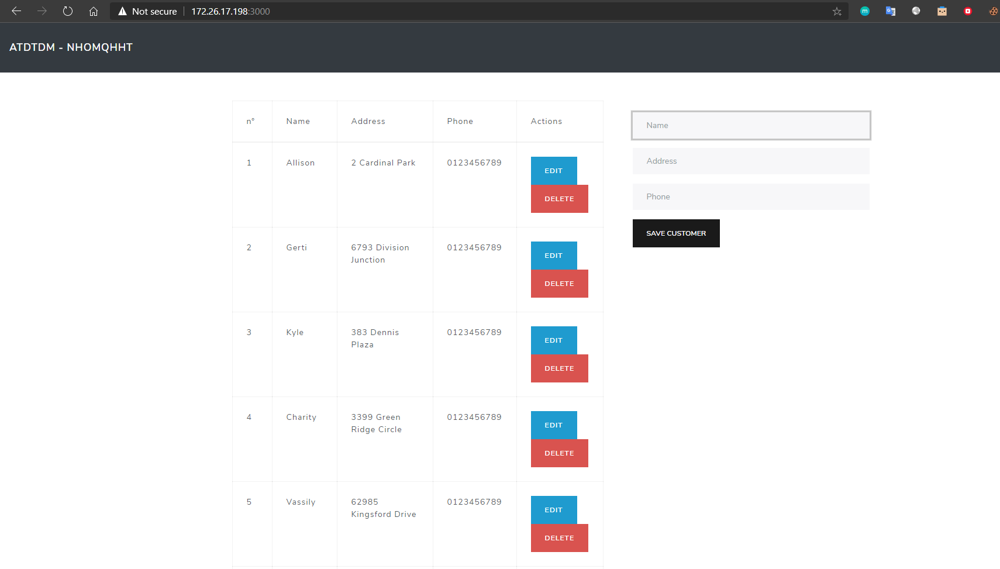 Not secure
172.26.17.198:3000
m
ATDTDM - NHOMQHHT
n° Name Address Phone Actions
1 Allison 2 Cardinal Park 0123456789 EDIT
DELETE
2 Gerti 6793 Division 0123456789 EDIT
Junction
DELETE
3 Kyle 383 Dennis 0123456789 EDIT
Plaza
DELETE
4 Charity 3399 Green 0123456789 EDIT
Ridge Circle
DELETE
5 Vassily 62985 0123456789 EDIT
Kingsford Drive
DELETE
Name
Address
Phone
SAVE CUSTOMER